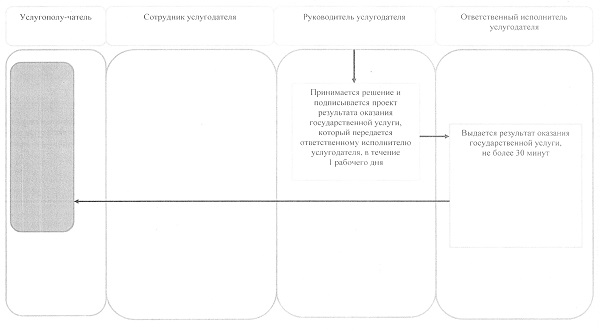 Услугополу-чатель
Сотрудник услугодателя
Руководитель услугодателя
Ответственный исполнитель
услугодателя
Принимается решение и
подписывается проект
результата оказания
государственной услуги,
который передается
ответственному исполнителю
услугодателя, в течение
1 рабочего дня
Выдается результат оказания
государственной услуги,
не более 30 минут